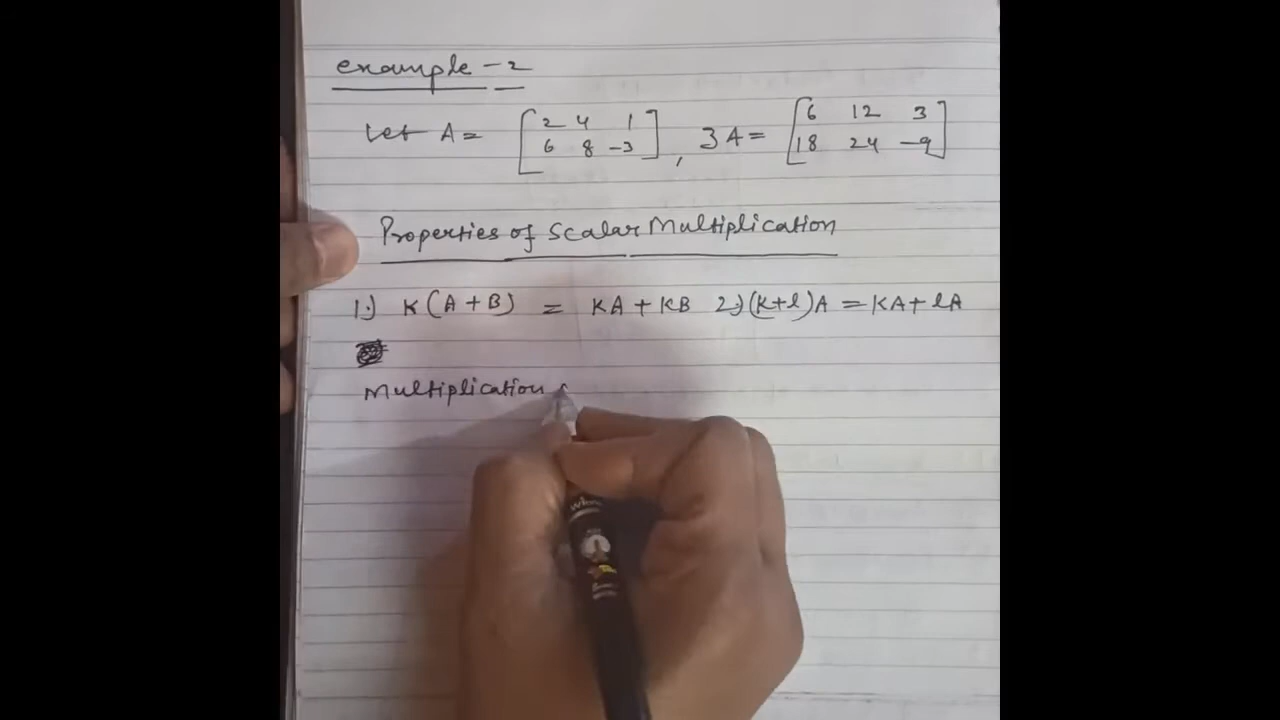 example - 2
Let A = [ 2 4 1 ] , 3A = [ 6 12 3 ]
[ 6 8 -3 ] [ 18 24 -9 ]
Properties of Scalar Multiplication
1.) K(A+B) = KA+KB 2.) (K+l)A = KA+lA
Multiplication